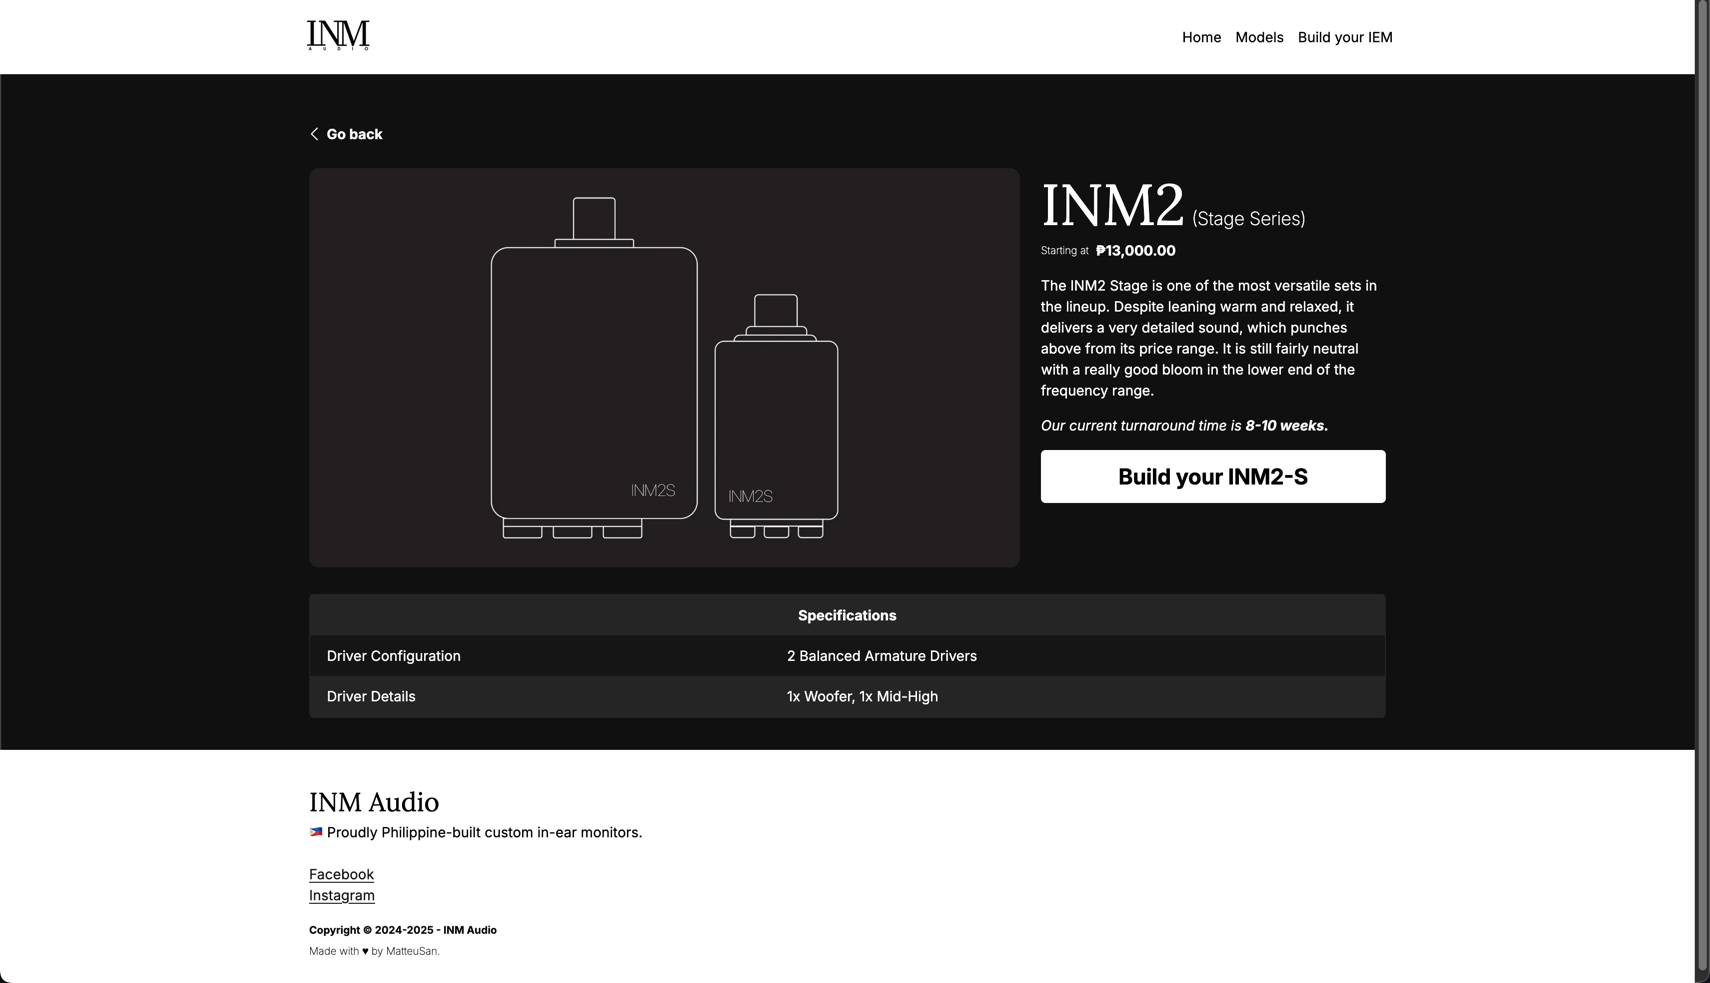 INM
AUDIO
Home Models Build your IEM
Go back
INM2 (Stage Series)
Starting at ₱13,000.00
The INM2 Stage is one of the most versatile sets in
the lineup. Despite leaning warm and relaxed, it
delivers a very detailed sound, which punches
above from its price range. It is still fairly neutral
with a really good bloom in the lower end of the
frequency range.
Our current turnaround time is 8-10 weeks.
Build your INM2-S
INM2S
INM2S
Specifications
Driver Configuration 2 Balanced Armature Drivers
Driver Details 1x Woofer, 1x Mid-High
INM Audio
🇵🇭 Proudly Philippine-built custom in-ear monitors.
Facebook
Instagram
Copyright © 2024-2025 - INM Audio
Made with ♥ by MatteuSan.